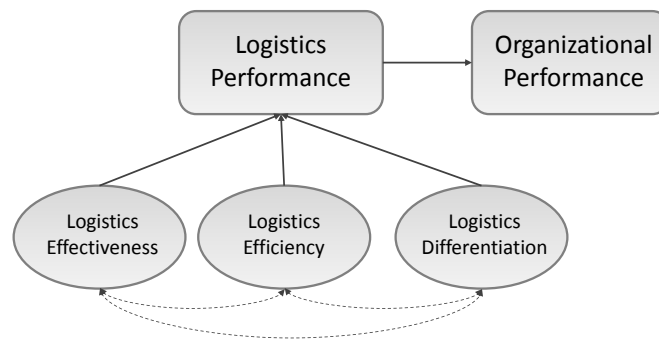 Logistics
Performance
Organizational
Performance
Logistics
Effectiveness
Logistics
Efficiency
Logistics
Differentiation